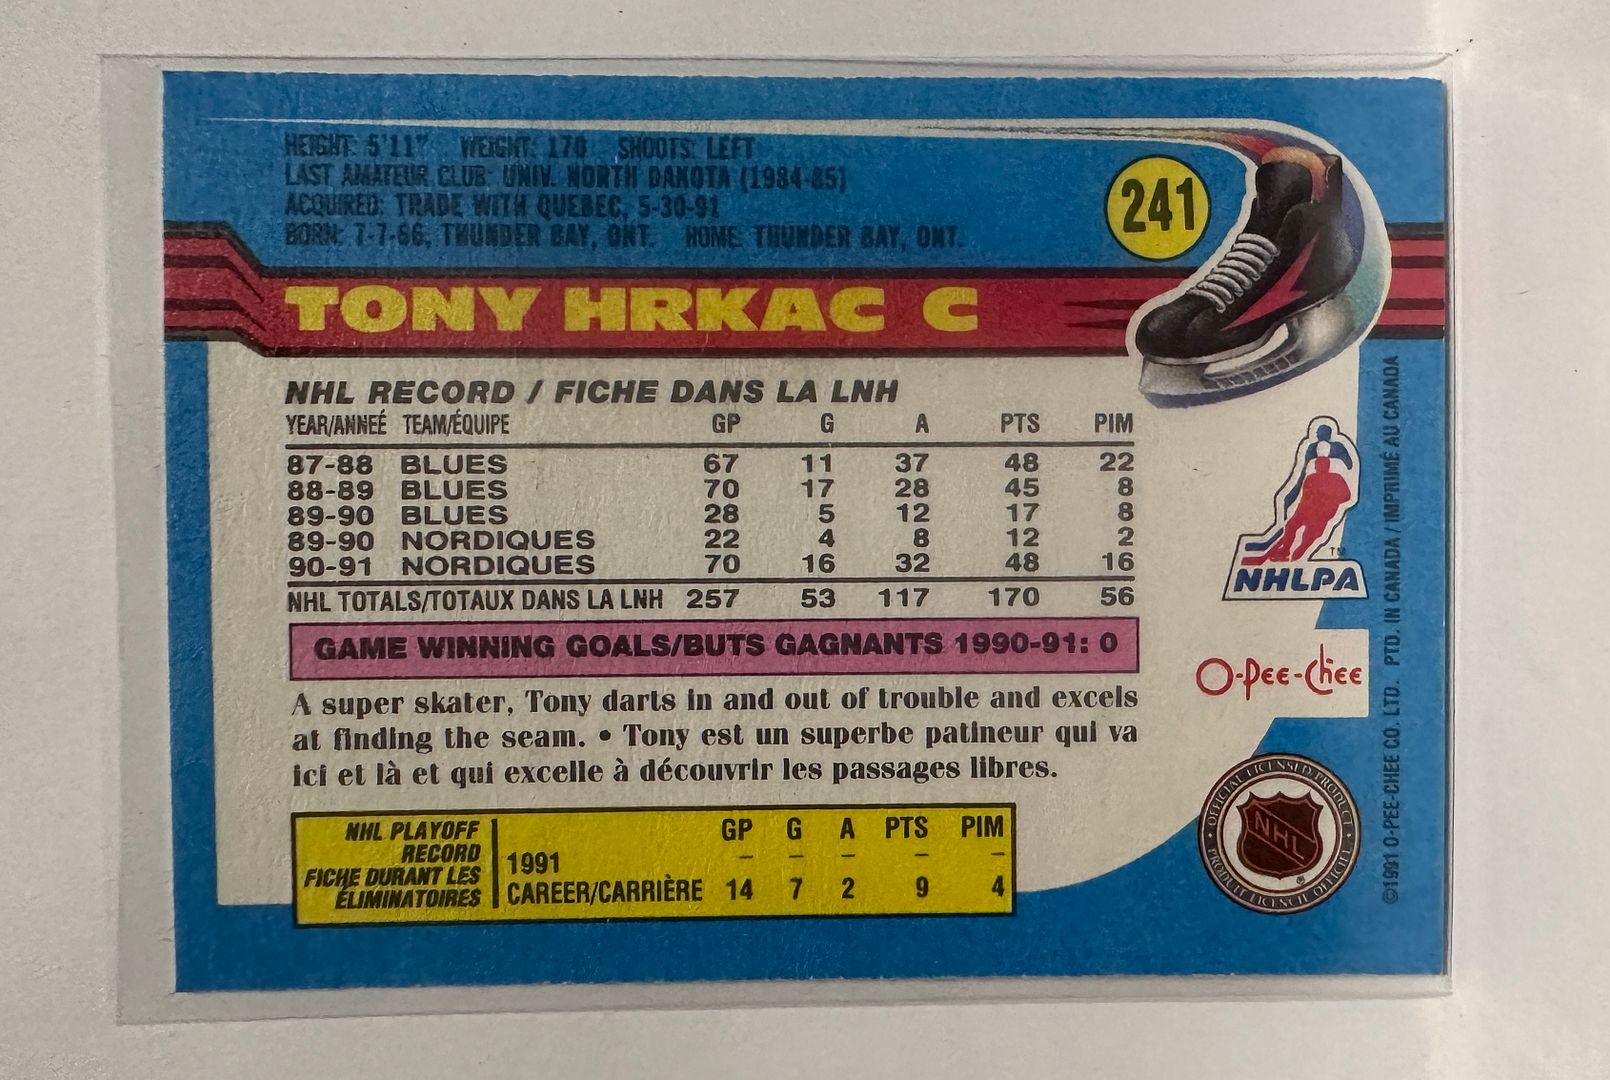 HEIGHT: 5'11" WEIGHT: 170 SHOOTS: LEFT
LAST AMATEUR CLUB: UNIV. NORTH DAKOTA (1984-85)
ACQUIRED: TRADE WITH QUEBEC, 5-30-91
BORN: 7-7-66, THUNDER BAY, ONT. HOME: THUNDER BAY, ONT.
241
TONY HRKAC C
NHL RECORD / FICHE DANS LA LNH
YEAR/ANNEÉ TEAM/ÉQUIPE GP G A PTS PIM
87-88 BLUES 67 11 37 48 22
88-89 BLUES 70 17 28 45 8
89-90 BLUES 28 5 12 17 8
89-90 NORDIQUES 22 4 8 12 2
90-91 NORDIQUES 70 16 32 48 16
NHL TOTALS/TOTAUX DANS LA LNH 257 53 117 170 56
GAME WINNING GOALS/BUTS GAGNANTS 1990-91: 0
A super skater, Tony darts in and out of trouble and excels
at finding the seam. • Tony est un superbe patineur qui va
ici et là et qui excelle à découvrir les passages libres.
NHL PLAYOFF
RECORD
FICHE DURANT LES
ÉLIMINATOIRES
GP G A PTS PIM
1991 – – – – –
CAREER/CARRIÈRE 14 7 2 9 4
TM
NHLPA
O-Pee-Chee
OFFICIAL LICENSED PRODUCT
NHL
®
PRODUIT LICENCIÉ OFFICIEL
©1991 O-PEE-CHEE CO. LTD. PTD. IN CANADA / IMPRIMÉ AU CANADA